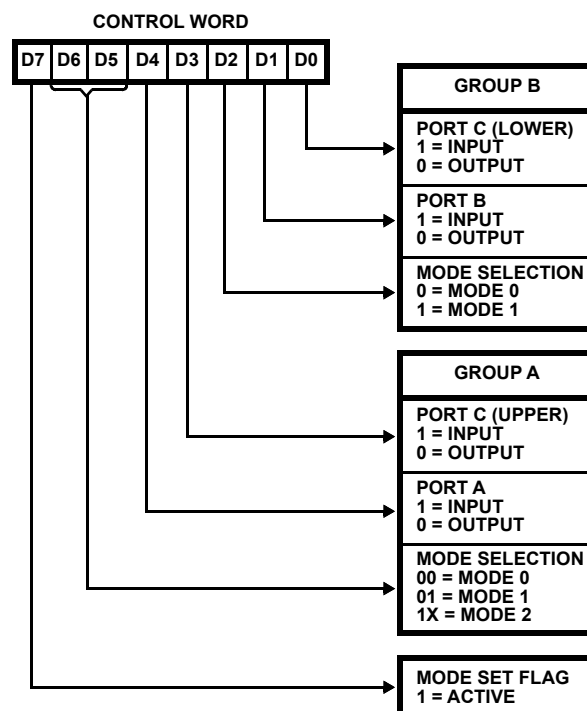 CONTROL WORD
D7 D6 D5 D4 D3 D2 D1 D0
GROUP B
PORT C (LOWER)
1 = INPUT
0 = OUTPUT
PORT B
1 = INPUT
0 = OUTPUT
MODE SELECTION
0 = MODE 0
1 = MODE 1
GROUP A
PORT C (UPPER)
1 = INPUT
0 = OUTPUT
PORT A
1 = INPUT
0 = OUTPUT
MODE SELECTION
00 = MODE 0
01 = MODE 1
1X = MODE 2
MODE SET FLAG
1 = ACTIVE